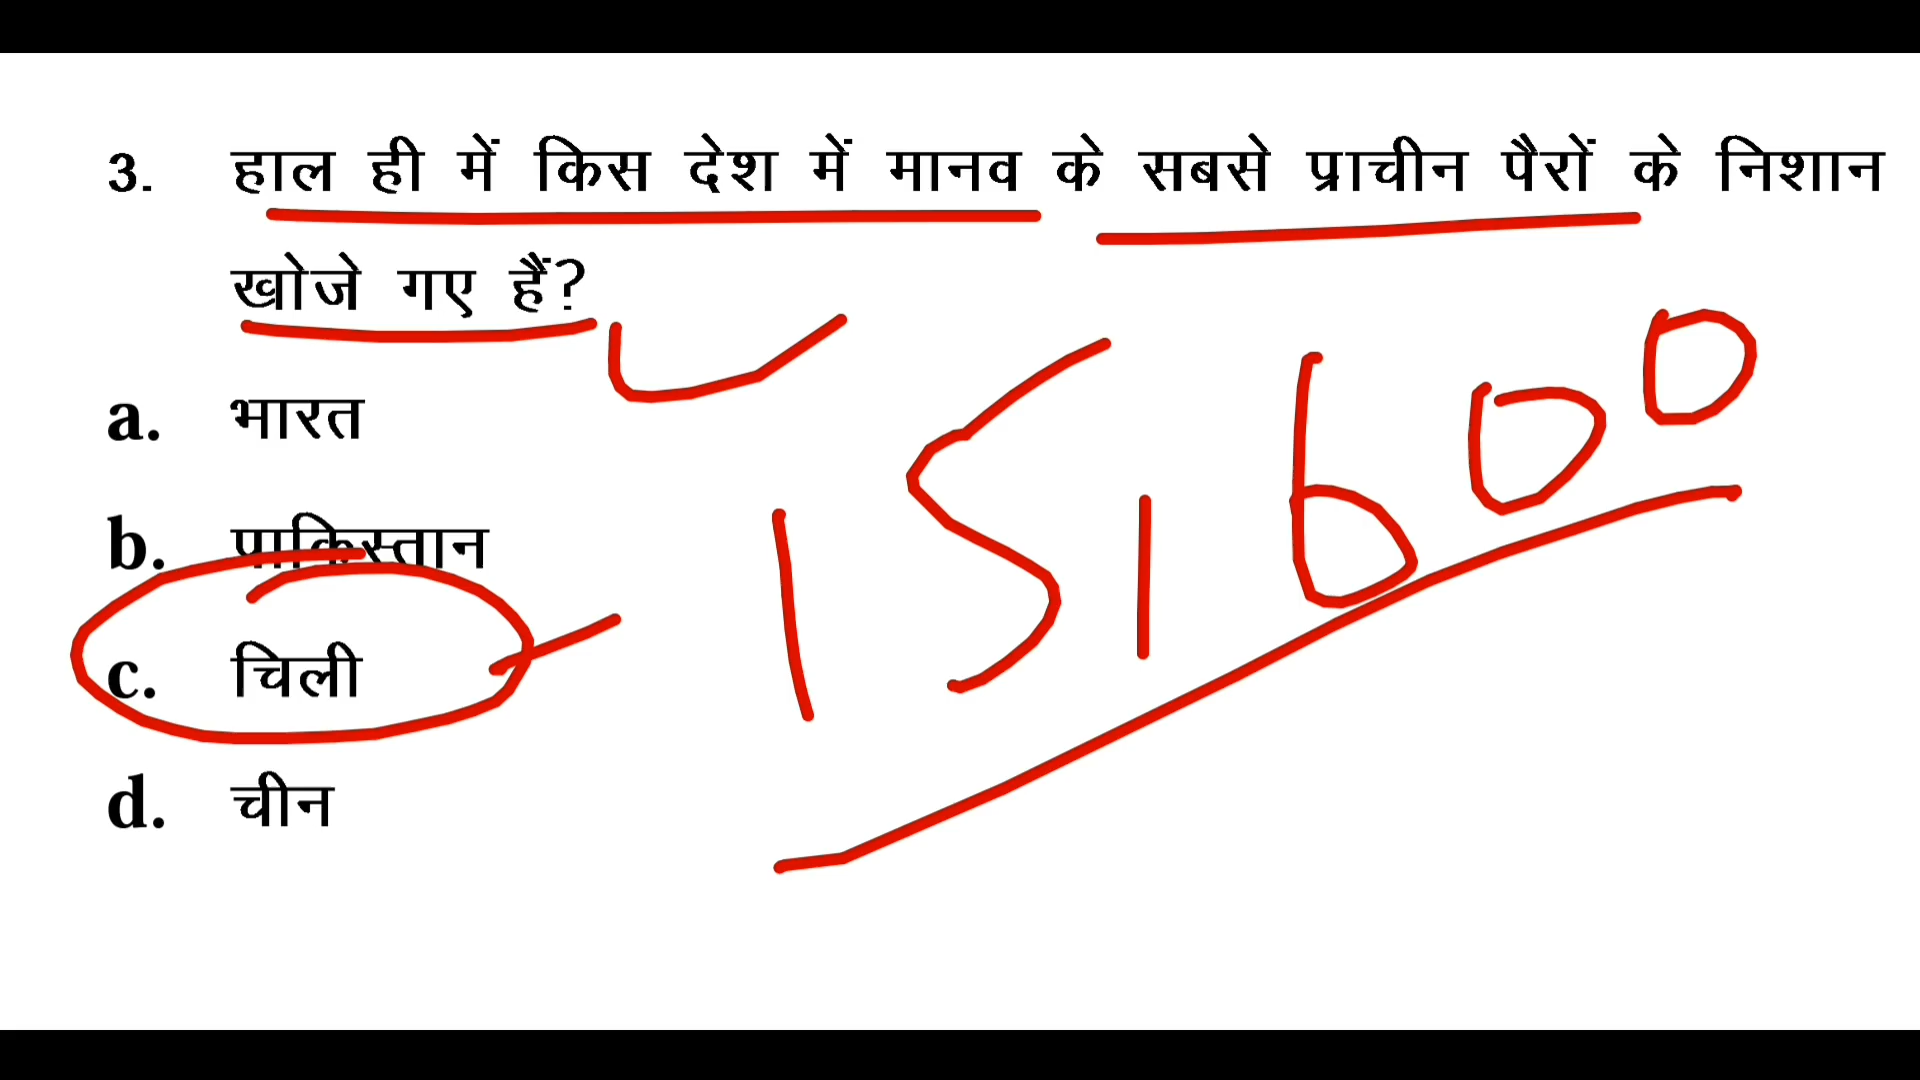 3. हाल ही में किस देश में मानव के सबसे प्राचीन पैरों के निशान
खोजे गए हैं?
a. भारत
b. पाकिस्तान
c. चिली
d. चीन
15,600